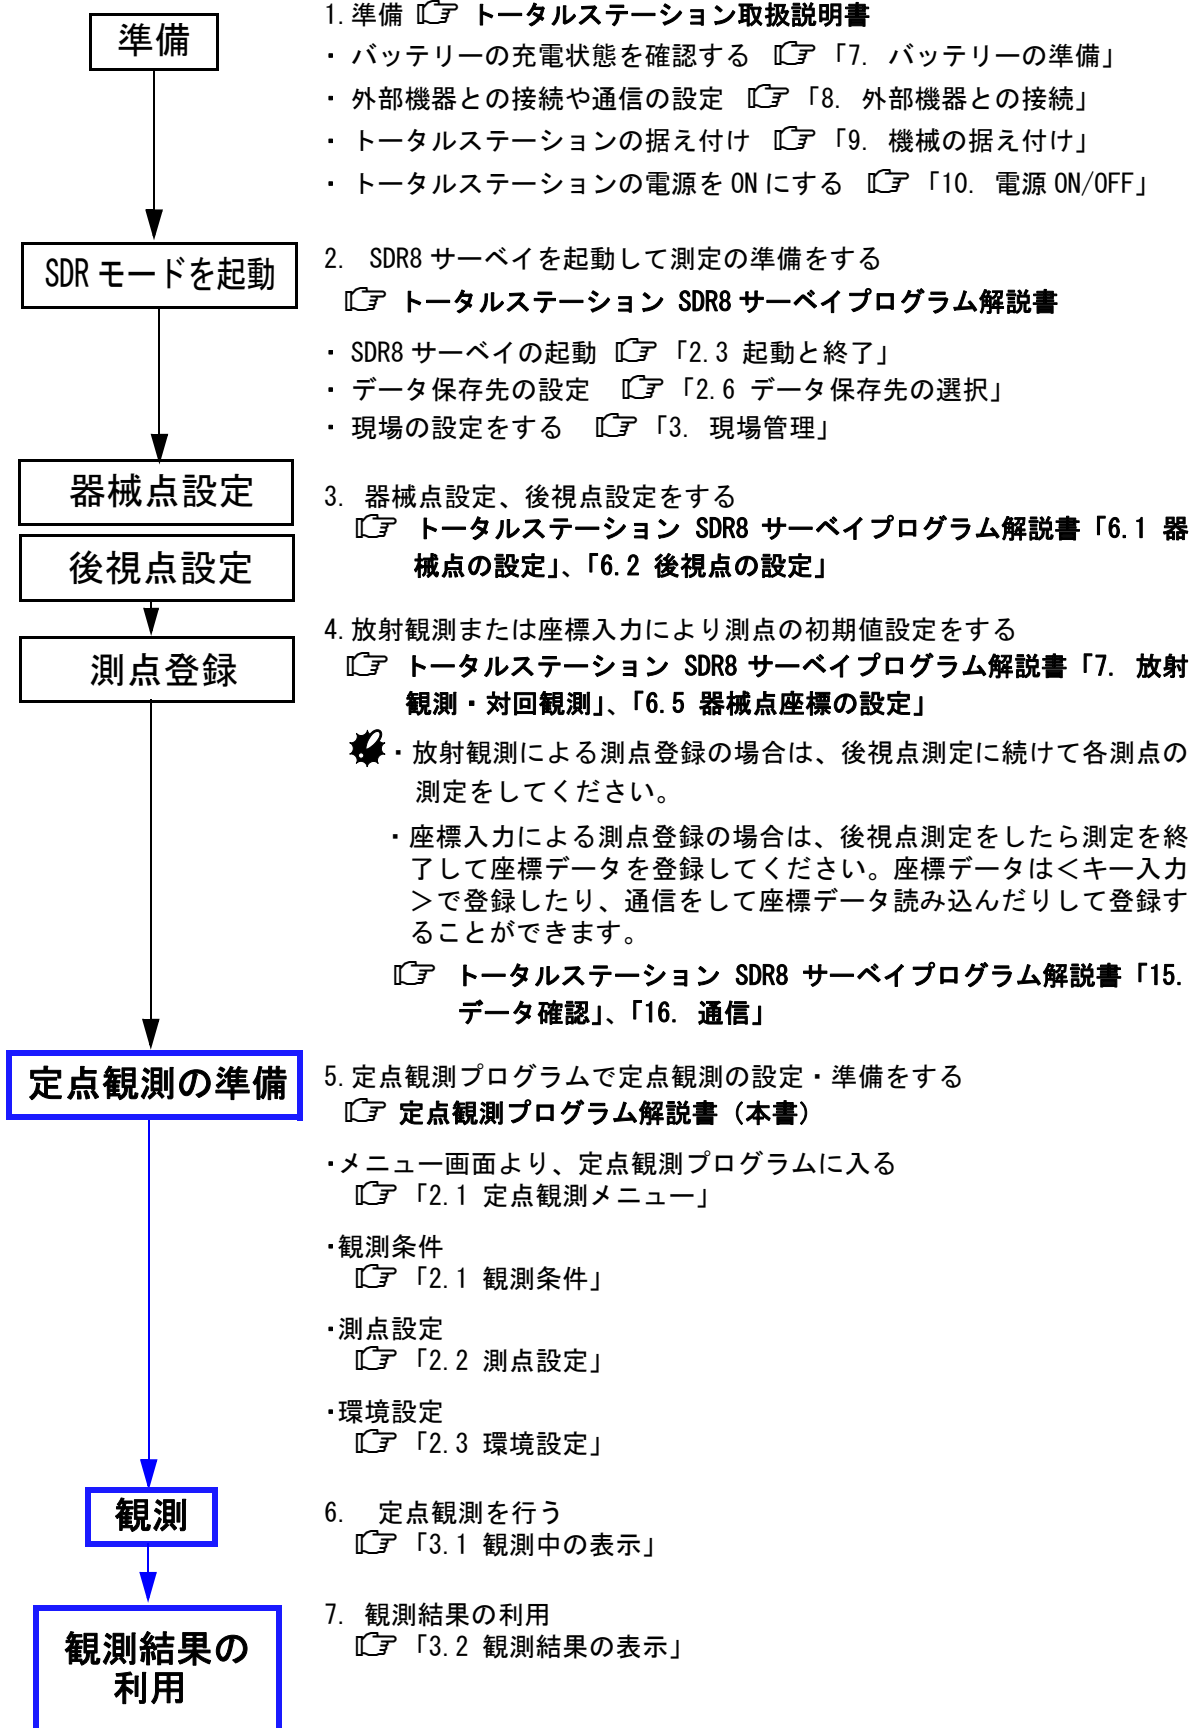 準備
1. 準備 トータルステーション取扱説明書
・ バッテリーの充電状態を確認する 「7. バッテリーの準備」
・ 外部機器との接続や通信の設定 「8. 外部機器との接続」
・ トータルステーションの据え付け 「9. 機械の据え付け」
・ トータルステーションの電源を ON にする 「10. 電源 ON/OFF」
SDR モードを起動
2. SDR8 サーベイを起動して測定の準備をする
トータルステーション SDR8 サーベイプログラム解説書
・ SDR8 サーベイの起動 「2.3 起動と終了」
・ データ保存先の設定 「2.6 データ保存先の選択」
・ 現場の設定をする 「3. 現場管理」
器械点設定
後視点設定
3. 器械点設定、後視点設定をする
トータルステーション SDR8 サーベイプログラム解説書「6.1 器
械点の設定」、「6.2 後視点の設定」
測点登録
4. 放射観測または座標入力により測点の初期値設定をする
トータルステーション SDR8 サーベイプログラム解説書「7. 放射
観測・対回観測」、「6.5 器械点座標の設定」
・放射観測による測点登録の場合は、後視点測定に続けて各測点の
測定をしてください。
・座標入力による測点登録の場合は、後視点測定をしたら測定を終
了して座標データを登録してください。座標データは＜キー入力
＞で登録したり、通信をして座標データ読み込んだりして登録す
ることができます。
トータルステーション SDR8 サーベイプログラム解説書「15.
データ確認」、「16. 通信」
定点観測の準備
5. 定点観測プログラムで定点観測の設定・準備をする
定点観測プログラム解説書（本書）
・メニュー画面より、定点観測プログラムに入る
「2.1 定点観測メニュー」
・観測条件
「2.1 観測条件」
・測点設定
「2.2 測点設定」
・環境設定
「2.3 環境設定」
観測
6. 定点観測を行う
「3.1 観測中の表示」
観測結果の
利用
7. 観測結果の利用
「3.2 観測結果の表示」